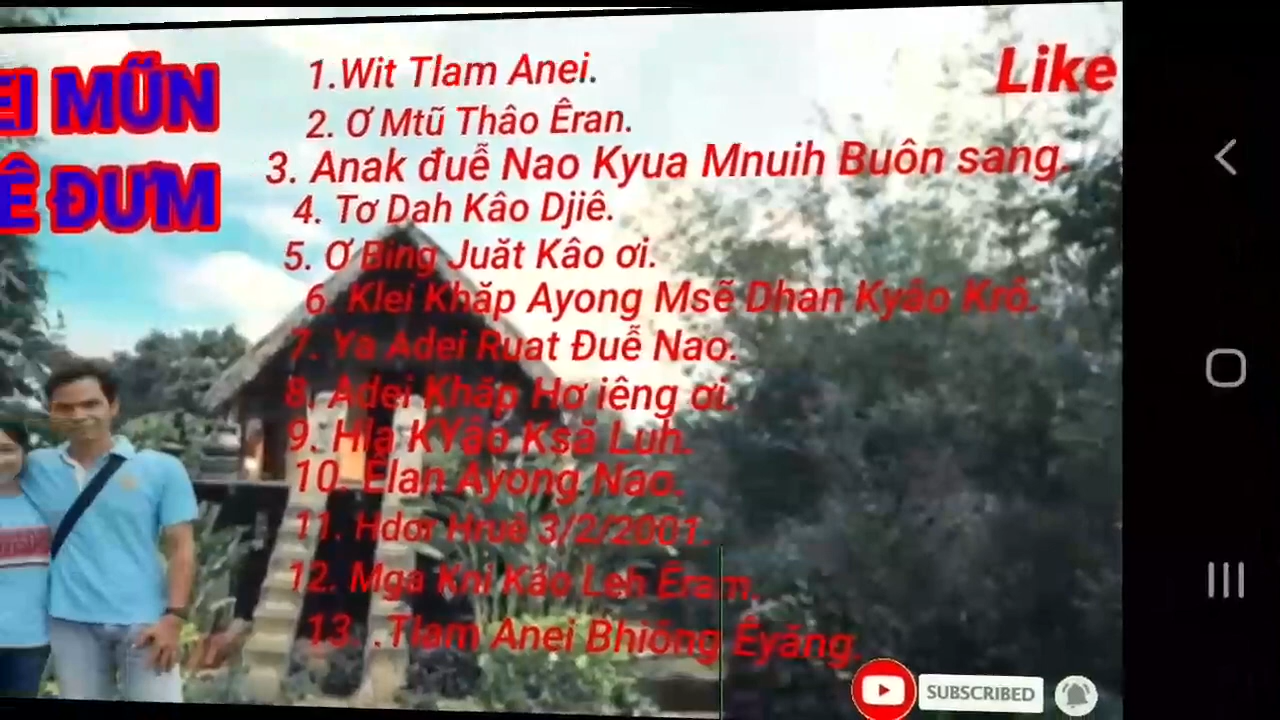 EI MŨN
Ê ĐƯM
1.Wit Tlam Anei.
2. Ơ Mtũ Thâo Êran.
3. Anak đuễ Nao Kyua Mnuih Buôn sang.
4. Tơ Dah Kâo Djiê.
5. Ơ Bing Juăt Kâo ơi.
6. Klei Khăp Ayong Msẽ Dhan Kyâo Krô.
7. Ya Adei Ruat Đuễ Nao.
8. Adei Khăp Hơ iêng ơi.
9. Hla KYâo Ksă Luh.
10. Êlan Ayong Nao.
11. Hdơr Hruê 3/2/2001.
12. Mga Kni Kâo Leh Êram.
13. .Tlam Anei Bhiông Êyăng.
Like
SUBSCRIBED